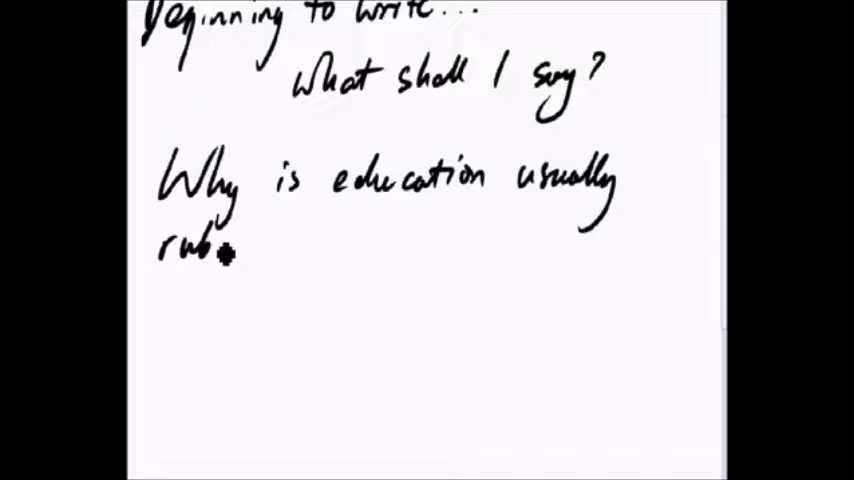 Beginning to write...
What shall I say?
Why is education usually
rub